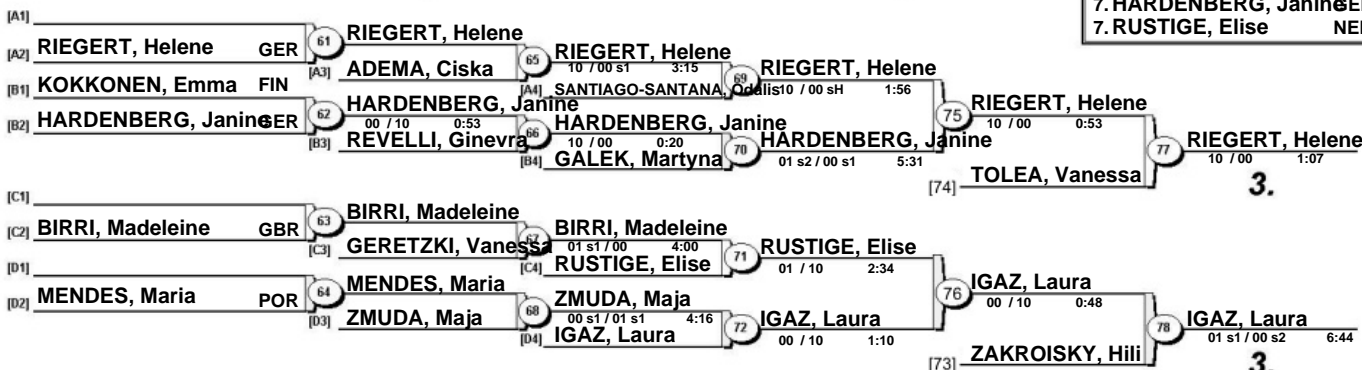 7. HARDENBERG, Janine GER
7. RUSTIGE, Elise NED
[A1]
[A2] RIEGERT, Helene GER
[B1] KOKKONEN, Emma FIN
[B2] HARDENBERG, Janine GER
61 RIEGERT, Helene
[A3] ADEMA, Ciska
62 HARDENBERG, Janine
00 / 10 0:53
[B3] REVELLI, Ginevra
65 RIEGERT, Helene
10 / 00 s1 3:15
[A4] SANTIAGO-SANTANA, Odalis
66 HARDENBERG, Janine
10 / 00 0:20
[B4] GALEK, Martyna
69 RIEGERT, Helene
10 / 00 sH 1:56
70 HARDENBERG, Janine
01 s2 / 00 s1 5:31
75 RIEGERT, Helene
10 / 00 0:53
[74] TOLEA, Vanessa
77 RIEGERT, Helene
10 / 00 1:07
3.
[C1]
[C2] BIRRI, Madeleine GBR
[D1]
[D2] MENDES, Maria POR
63 BIRRI, Madeleine
[C3] GERETZKI, Vanessa
64 MENDES, Maria
[D3] ZMUDA, Maja
67 BIRRI, Madeleine
01 s1 / 00 4:00
[C4] RUSTIGE, Elise
68 ZMUDA, Maja
00 s1 / 01 s1 4:16
[D4] IGAZ, Laura
71 RUSTIGE, Elise
01 / 10 2:34
72 IGAZ, Laura
00 / 10 1:10
76 IGAZ, Laura
00 / 10 0:48
[73] ZAKROISKY, Hili
78 IGAZ, Laura
01 s1 / 00 s2 6:44
3.